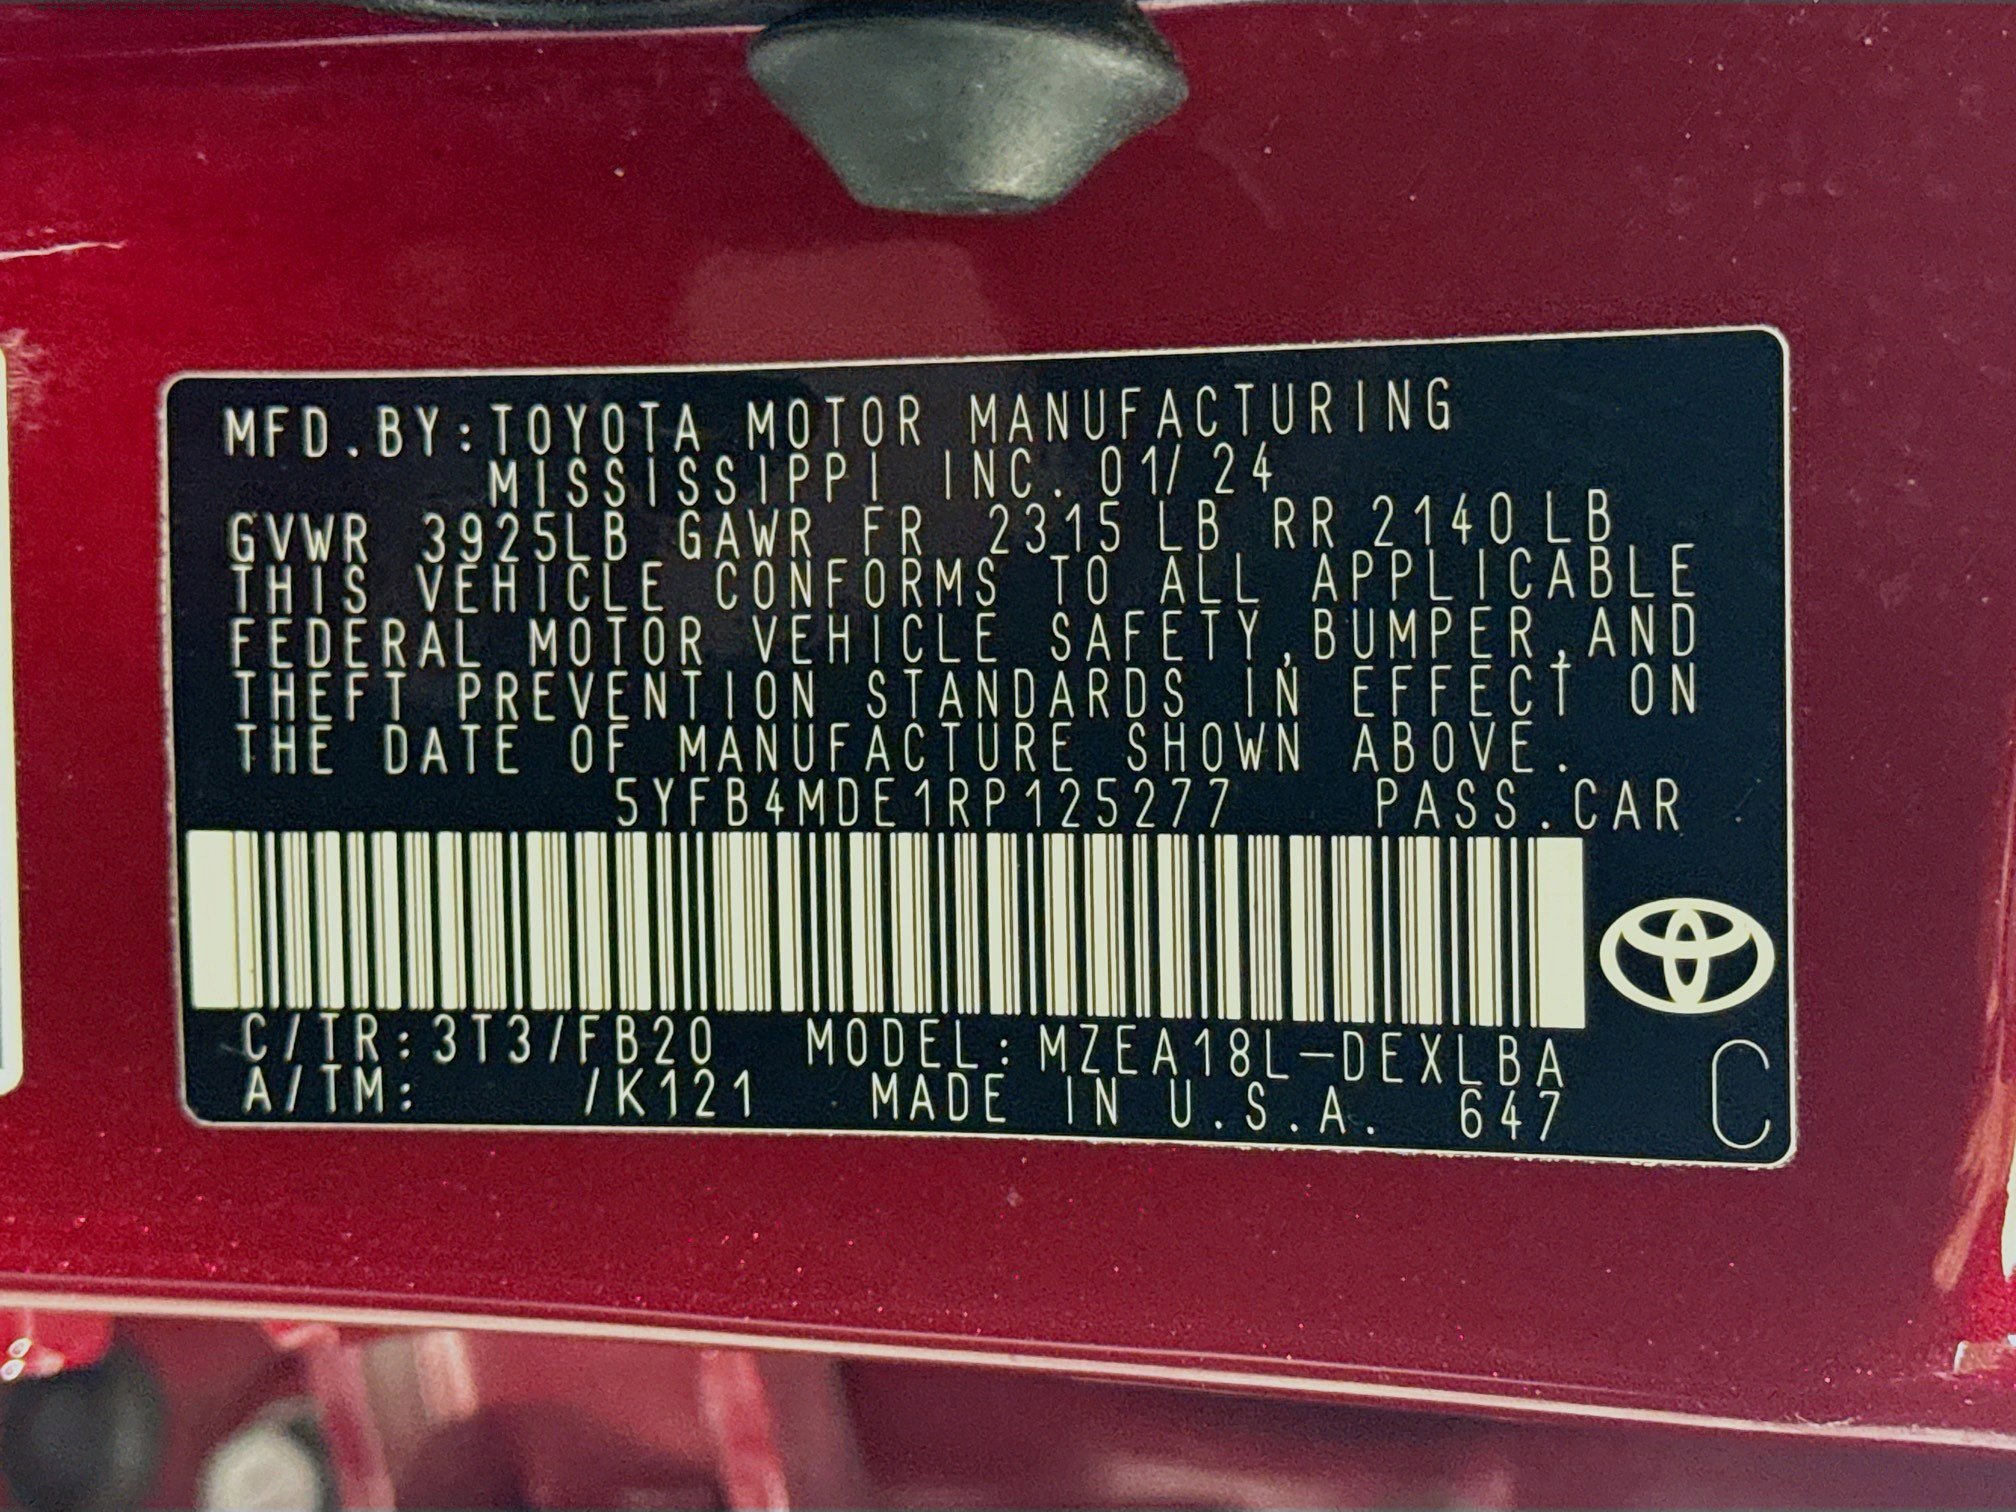 MFD.BY:TOYOTA MOTOR MANUFACTURING
MISSISSIPPI INC. 01/24
GVWR 3925LB GAWR FR 2315 LB RR 2140LB
THIS VEHICLE CONFORMS TO ALL APPLICABLE
FEDERAL MOTOR VEHICLE SAFETY,BUMPER,AND
THEFT PREVENTION STANDARDS IN EFFECT ON
THE DATE OF MANUFACTURE SHOWN ABOVE.
5YFB4MDE1RP125277 PASS.CAR
C/TR:3T3/FB20 MODEL:MZEA18L-DEXLBA
A/TM: /K121 MADE IN U.S.A. 647
C